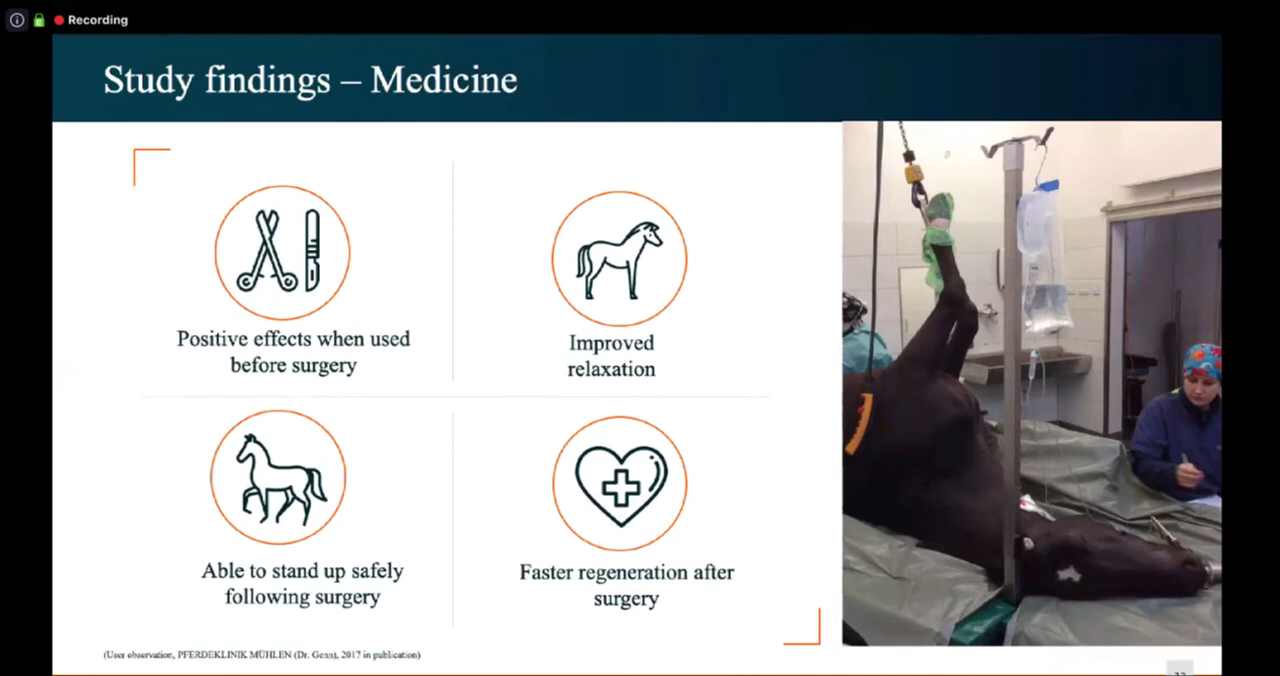 Recording
Study findings – Medicine
Positive effects when used
before surgery
Improved
relaxation
Able to stand up safely
following surgery
Faster regeneration after
surgery
(User observation, PFERDEKLINIK MÜHLEN (Dr. Genn), 2017 in publication)